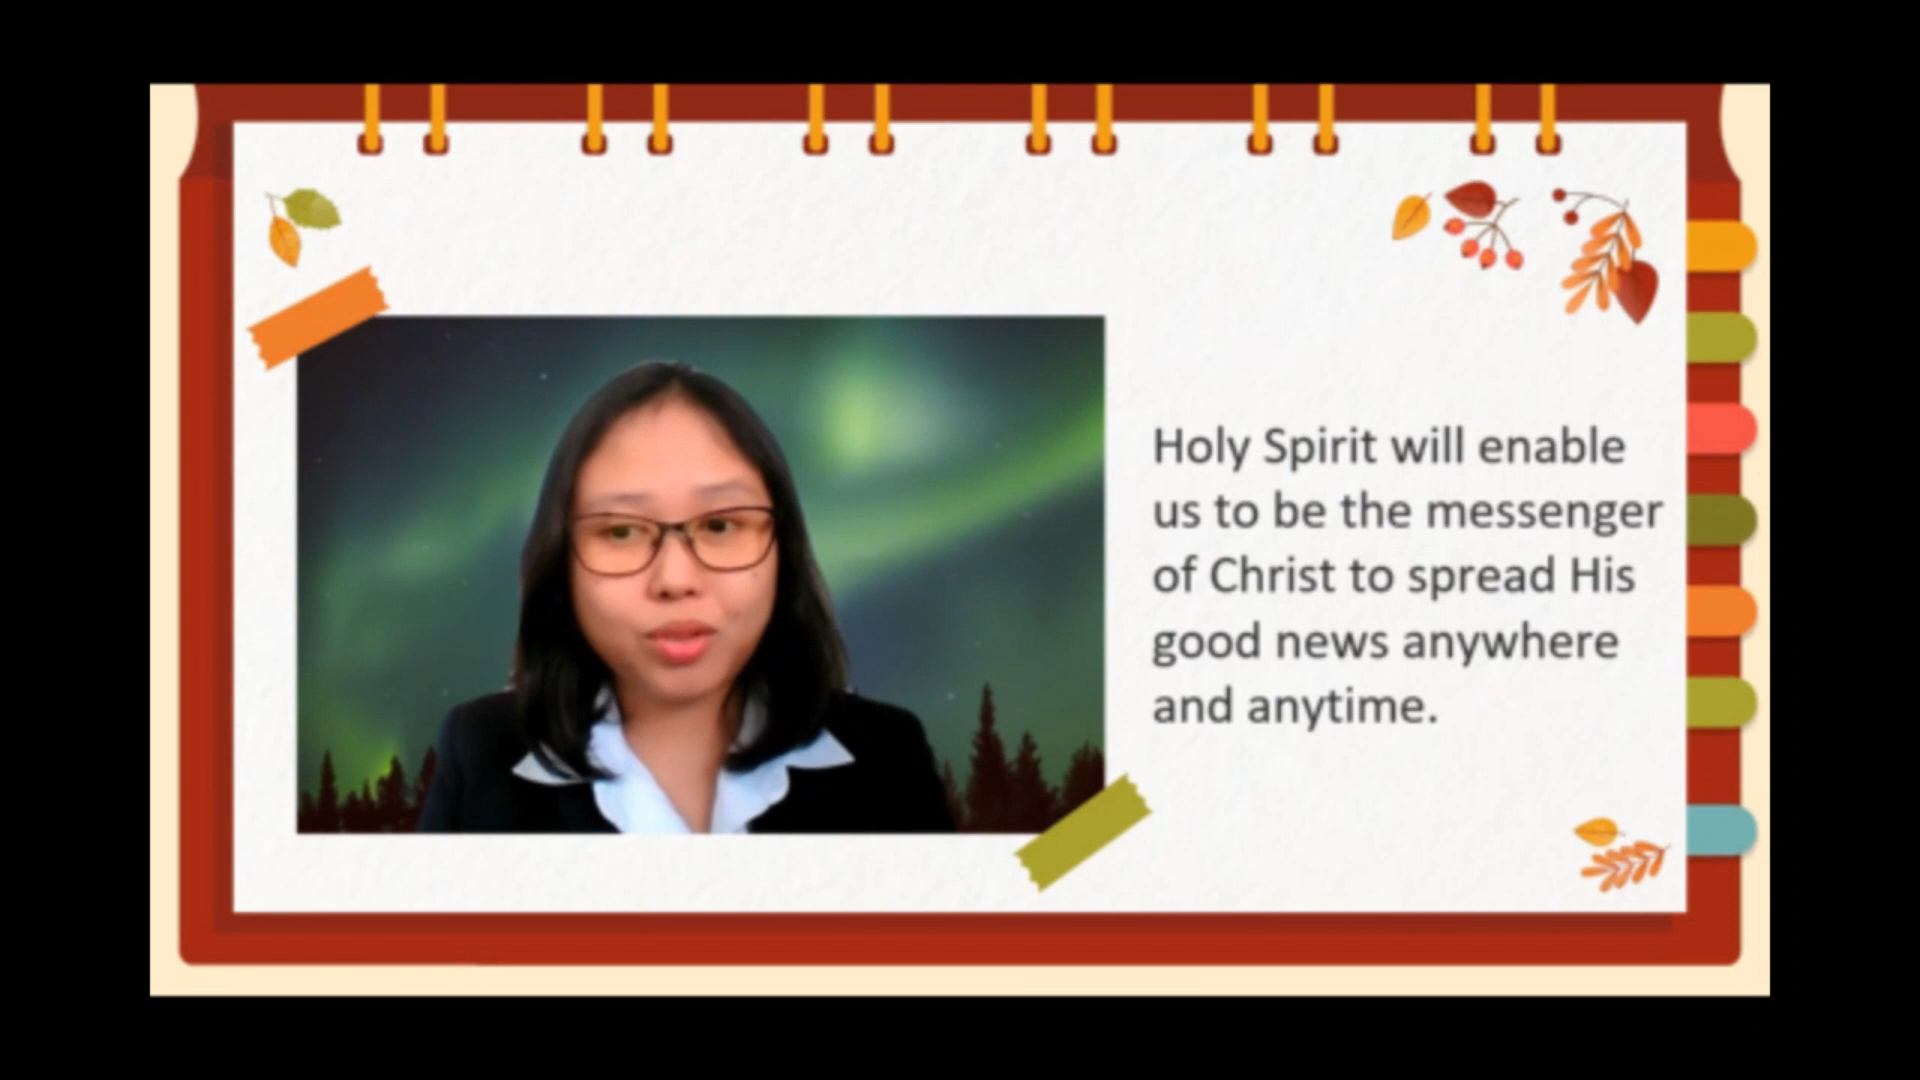 Holy Spirit will enable
us to be the messenger
of Christ to spread His
good news anywhere
and anytime.